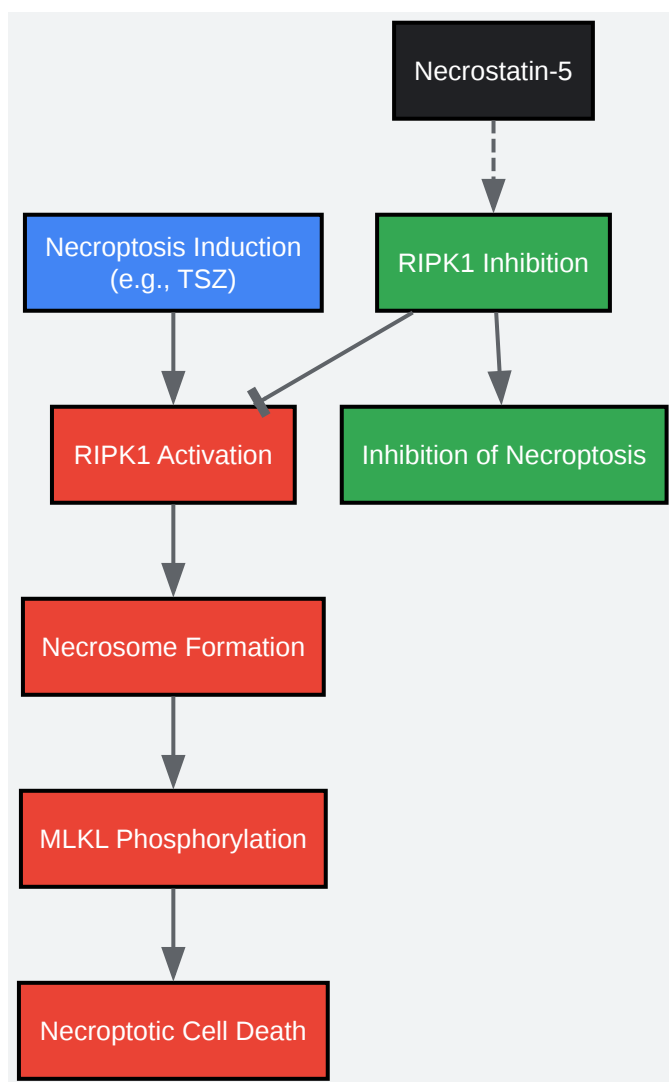 Necrostatin-5
Necroptosis Induction
(e.g., TSZ)
RIPK1 Inhibition
RIPK1 Activation
Inhibition of Necroptosis
Necrosome Formation
MLKL Phosphorylation
Necroptotic Cell Death